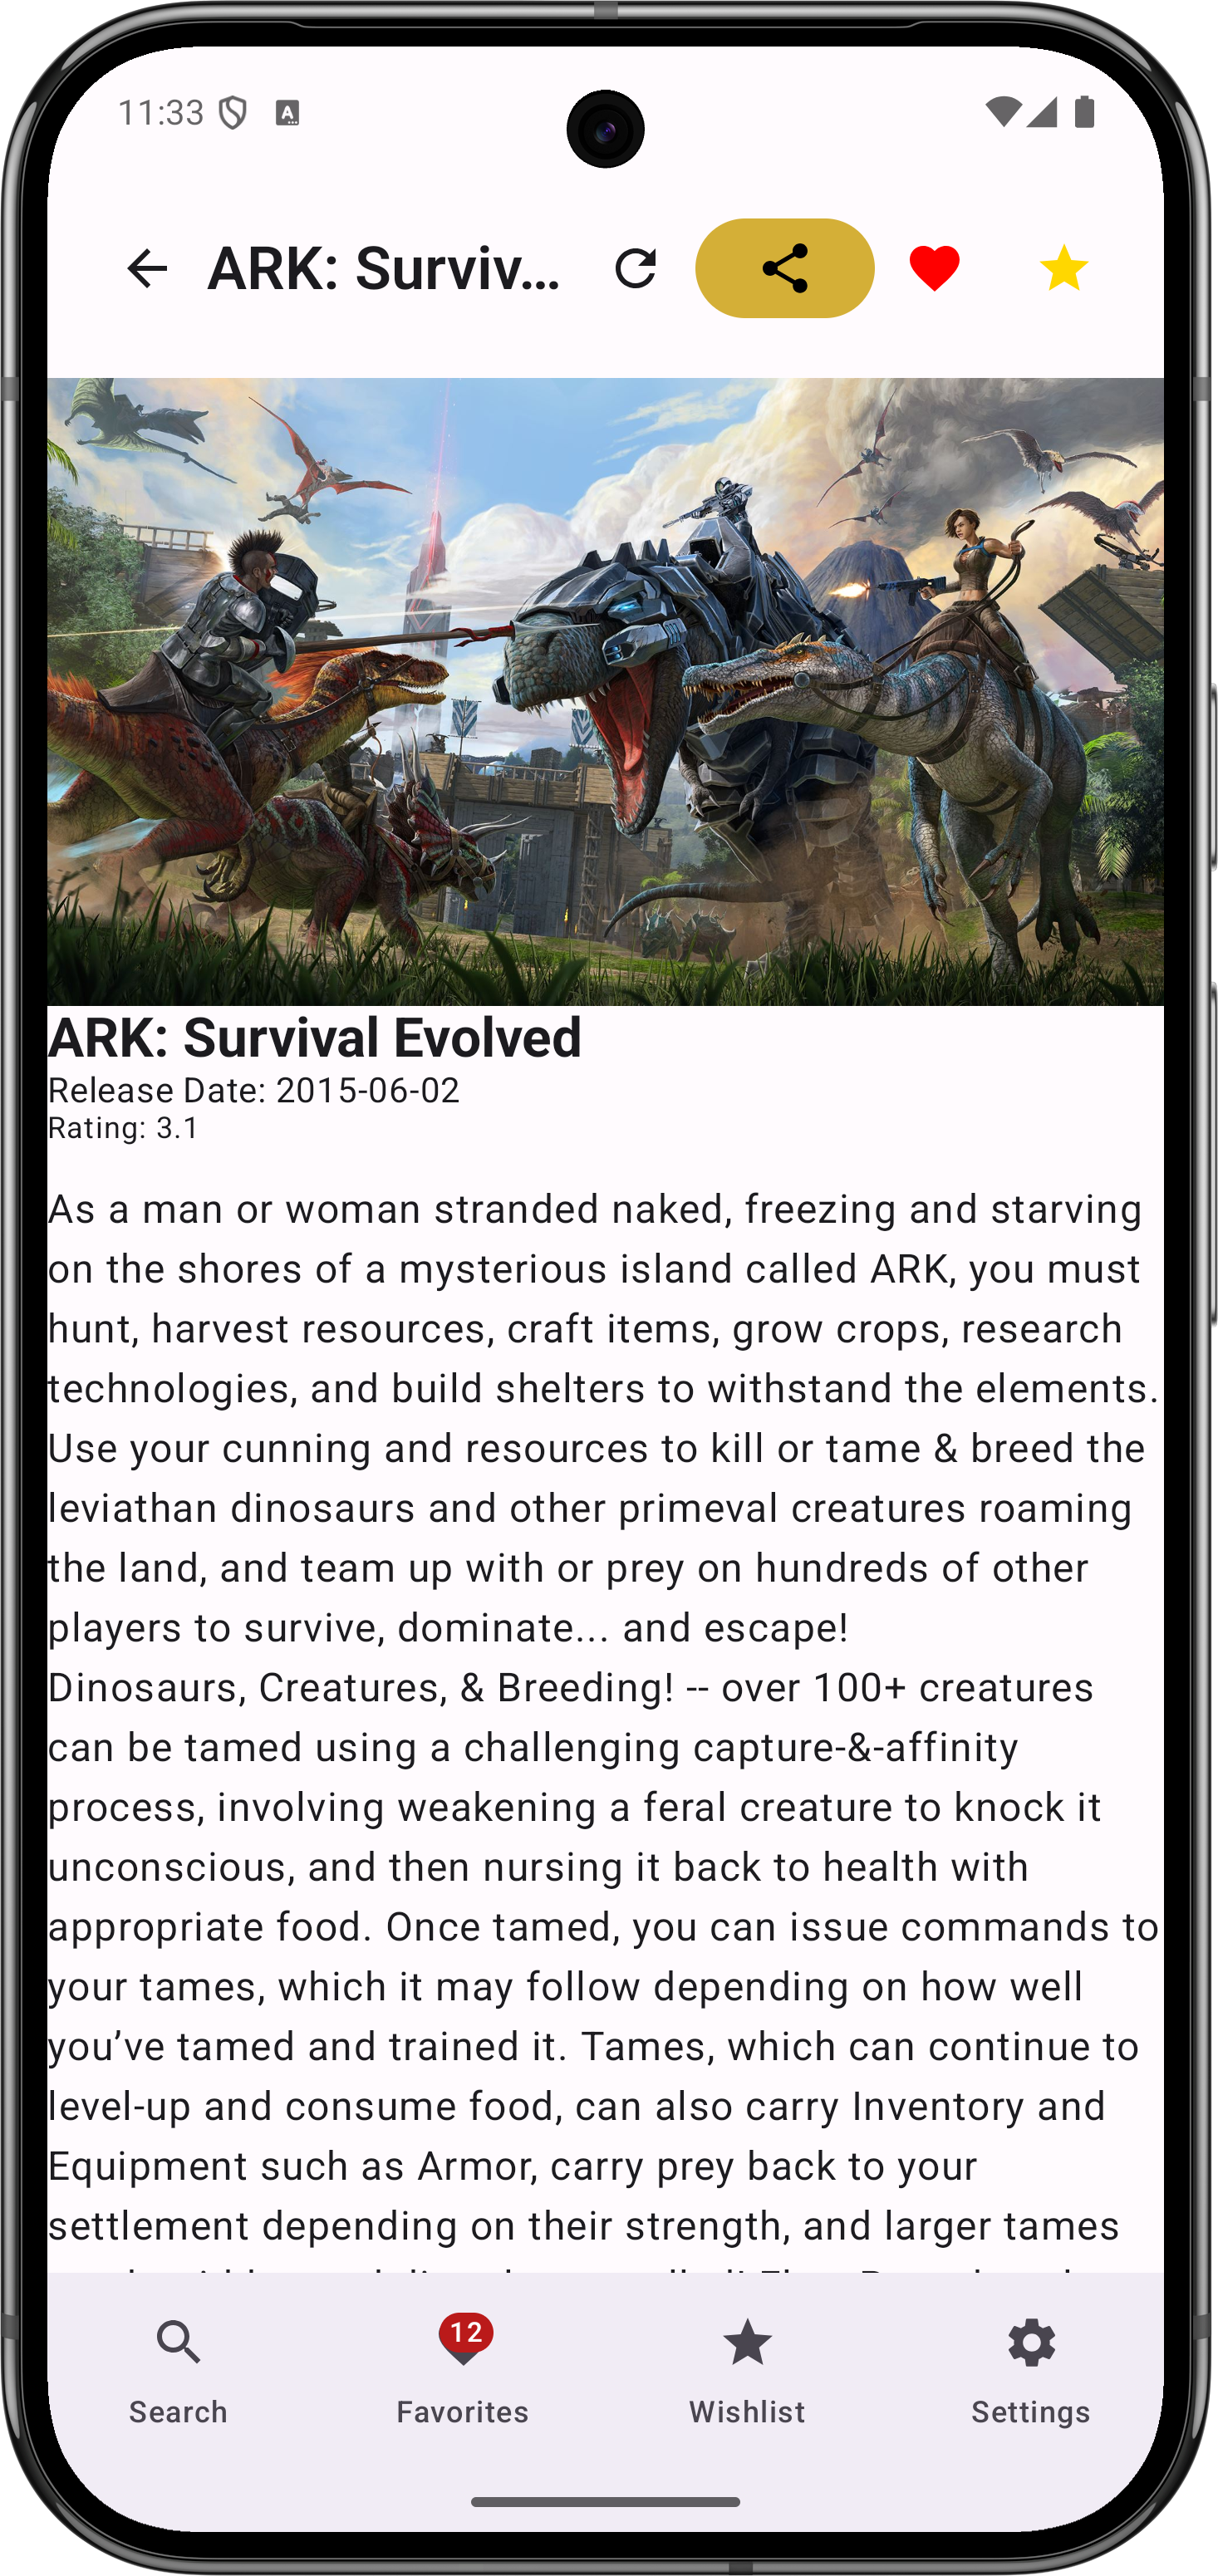 11:33
ARK: Surviv...
ARK: Survival Evolved
Release Date: 2015-06-02
Rating: 3.1
As a man or woman stranded naked, freezing and starving
on the shores of a mysterious island called ARK, you must
hunt, harvest resources, craft items, grow crops, research
technologies, and build shelters to withstand the elements.
Use your cunning and resources to kill or tame & breed the
leviathan dinosaurs and other primeval creatures roaming
the land, and team up with or prey on hundreds of other
players to survive, dominate... and escape!
Dinosaurs, Creatures, & Breeding! -- over 100+ creatures
can be tamed using a challenging capture-&-affinity
process, involving weakening a feral creature to knock it
unconscious, and then nursing it back to health with
appropriate food. Once tamed, you can issue commands to
your tames, which it may follow depending on how well
you’ve tamed and trained it. Tames, which can continue to
level-up and consume food, can also carry Inventory and
Equipment such as Armor, carry prey back to your
settlement depending on their strength, and larger tames
12
Search
Favorites
Wishlist
Settings